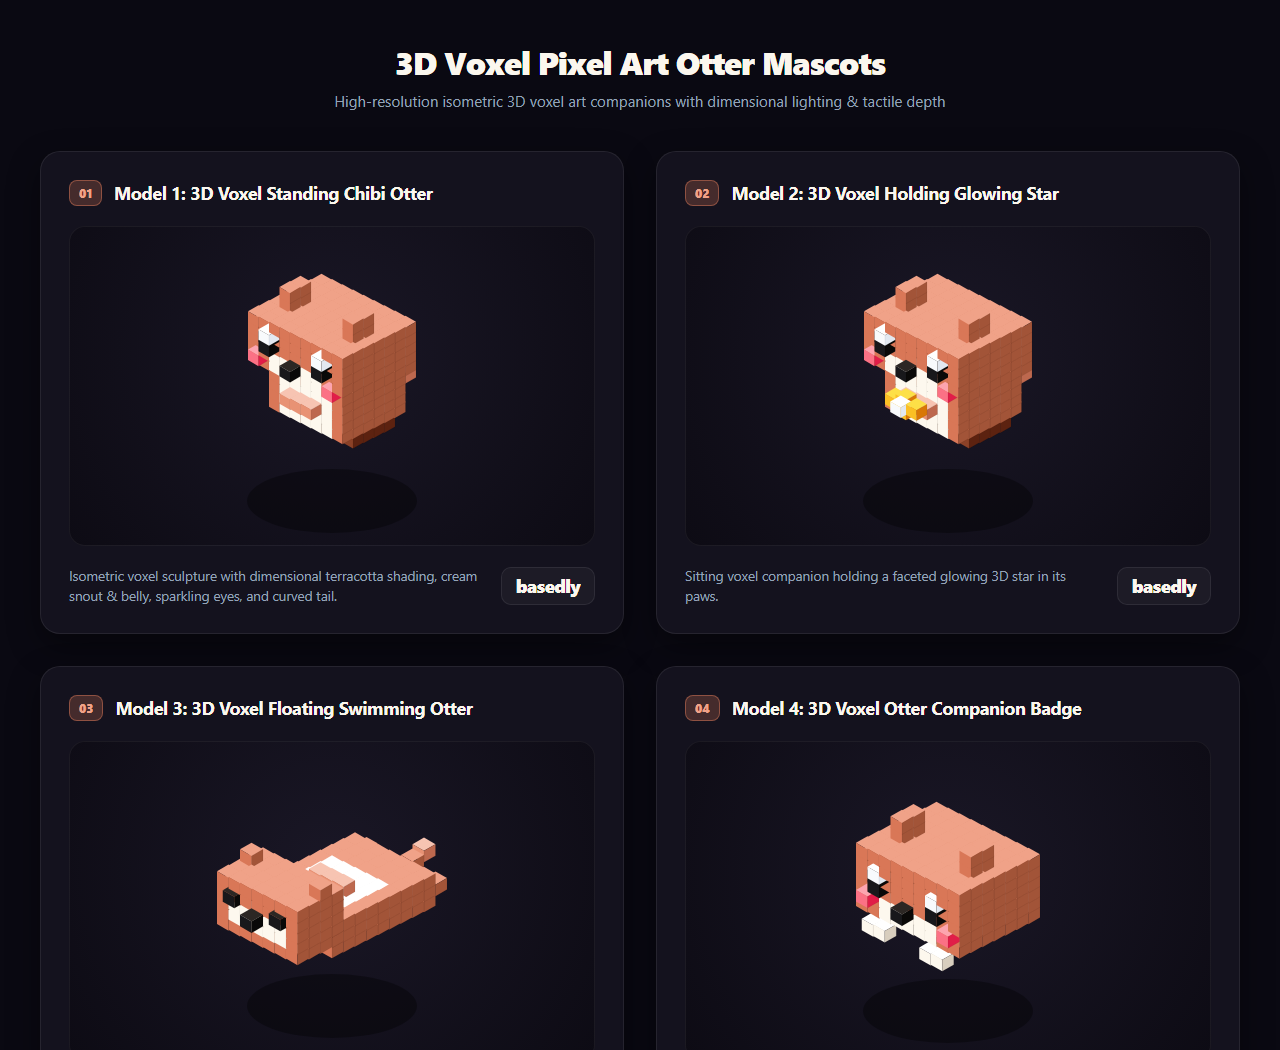 3D Voxel Pixel Art Otter Mascots
High-resolution isometric 3D voxel art companions with dimensional lighting & tactile depth
01 Model 1: 3D Voxel Standing Chibi Otter
02 Model 2: 3D Voxel Holding Glowing Star
Isometric voxel sculpture with dimensional terracotta shading, cream
snout & belly, sparkling eyes, and curved tail.
basedly
Sitting voxel companion holding a faceted glowing 3D star in its
paws.
basedly
03 Model 3: 3D Voxel Floating Swimming Otter
04 Model 4: 3D Voxel Otter Companion Badge